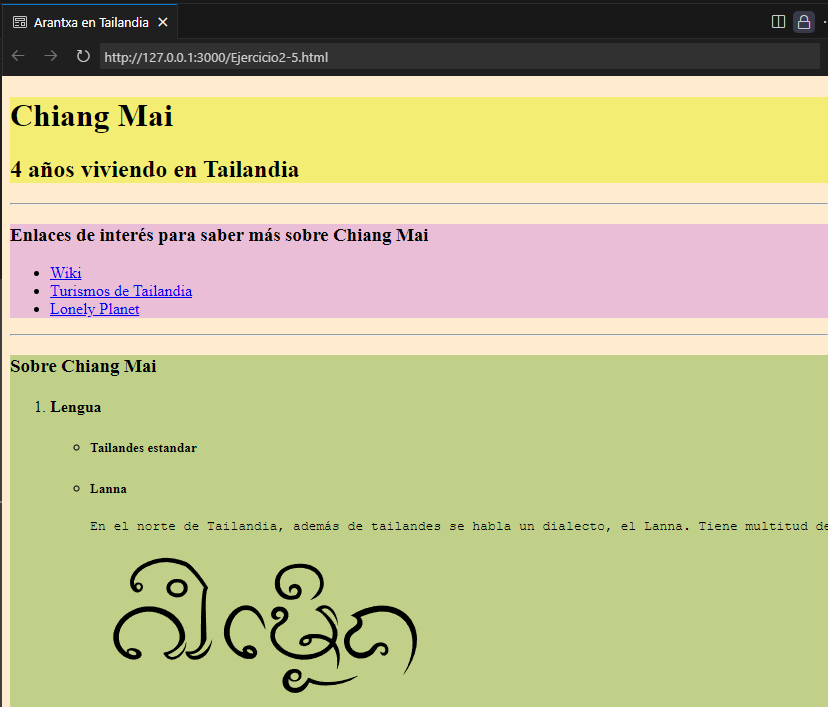 Arantxa en Tailandia
http://127.0.0.1:3000/Ejercicio2-5.html
Chiang Mai
4 años viviendo en Tailandia
Enlaces de interés para saber más sobre Chiang Mai
Wiki
Turismos de Tailandia
Lonely Planet
Sobre Chiang Mai
1. Lengua
Tailandes estandar
Lanna
En el norte de Tailandia, además de tailandes se habla un dialecto, el Lanna. Tiene multitud de